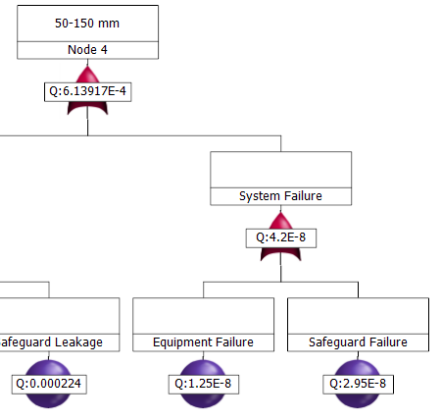 50-150 mm
Node 4
Q:6.13917E-4
System Failure
Q:4.2E-8
afeguard Leakage
Equipment Failure
Safeguard Failure
Q:0.000224
Q:1.25E-8
Q:2.95E-8